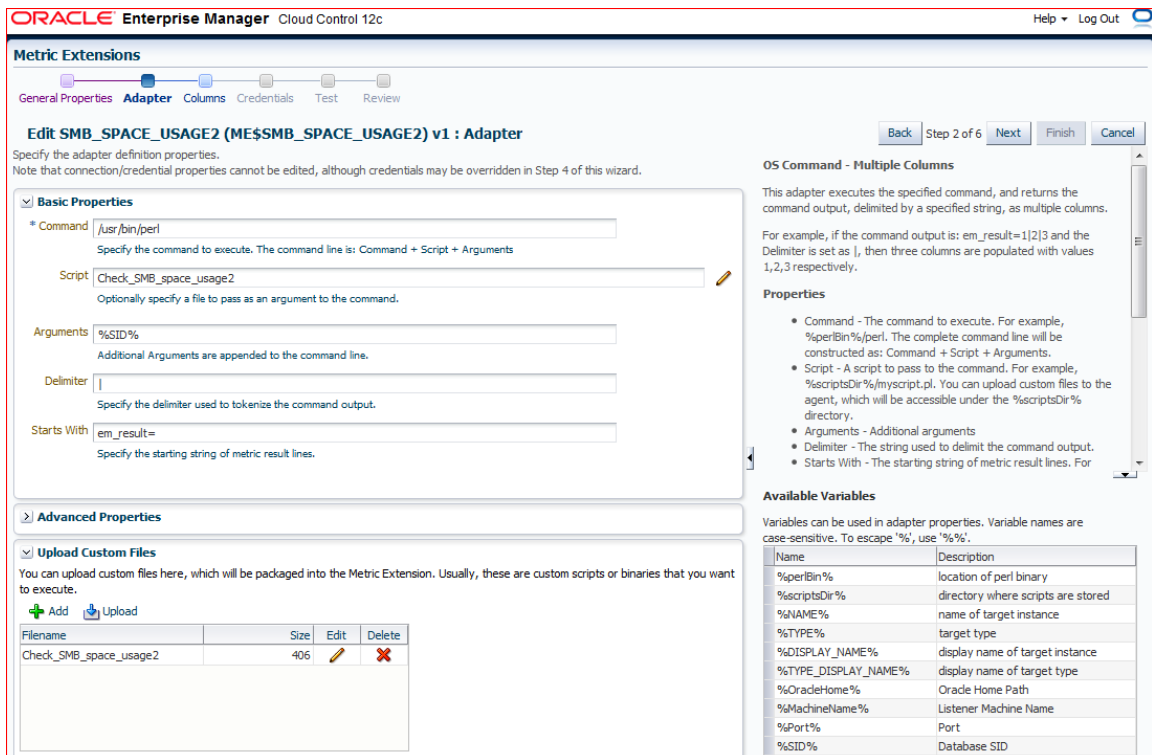 ORACLE Enterprise Manager Cloud Control 12c
Help Log Out
Metric Extensions
General Properties Adapter Columns Credentials Test Review
Edit SMB_SPACE_USAGE2 (ME$SMB_SPACE_USAGE2) v1 : Adapter
Back Step 2 of 6 Next Finish Cancel
Specify the adapter definition properties.
Note that connection/credential properties cannot be edited, although credentials may be overridden in Step 4 of this wizard.
Basic Properties
* Command /usr/bin/perl
Specify the command to execute. The command line is: Command + Script + Arguments
Script Check_SMB_space_usage2
Optionally specify a file to pass as an argument to the command.
Arguments %SID%
Additional Arguments are appended to the command line.
Delimiter |
Specify the delimiter used to tokenize the command output.
Starts With em_result=
Specify the starting string of metric result lines.
Advanced Properties
Upload Custom Files
You can upload custom files here, which will be packaged into the Metric Extension. Usually, these are custom scripts or binaries that you want
to execute.
Add Upload
Filename Size Edit Delete
Check_SMB_space_usage2 406
OS Command - Multiple Columns
This adapter executes the specified command, and returns the
command output, delimited by a specified string, as multiple columns.
For example, if the command output is: em_result=1|2|3 and the
Delimiter is set as |, then three columns are populated with values
1,2,3 respectively.
Properties
• Command - The command to execute. For example,
%perlBin%/perl. The complete command line will be
constructed as: Command + Script + Arguments.
• Script - A script to pass to the command. For example,
%scriptsDir%/myscript.pl. You can upload custom files to the
agent, which will be accessible under the %scriptsDir%
directory.
• Arguments - Additional arguments
• Delimiter - The string used to delimit the command output.
• Starts With - The starting string of metric result lines. For
Available Variables
Variables can be used in adapter properties. Variable names are
case-sensitive. To escape '%', use '%%'.
Name Description
%perlBin% location of perl binary
%scriptsDir% directory where scripts are stored
%NAME% name of target instance
%TYPE% target type
%DISPLAY_NAME% display name of target instance
%TYPE_DISPLAY_NAME% display name of target type
%OracleHome% Oracle Home Path
%MachineName% Listener Machine Name
%Port% Port
%SID% Database SID